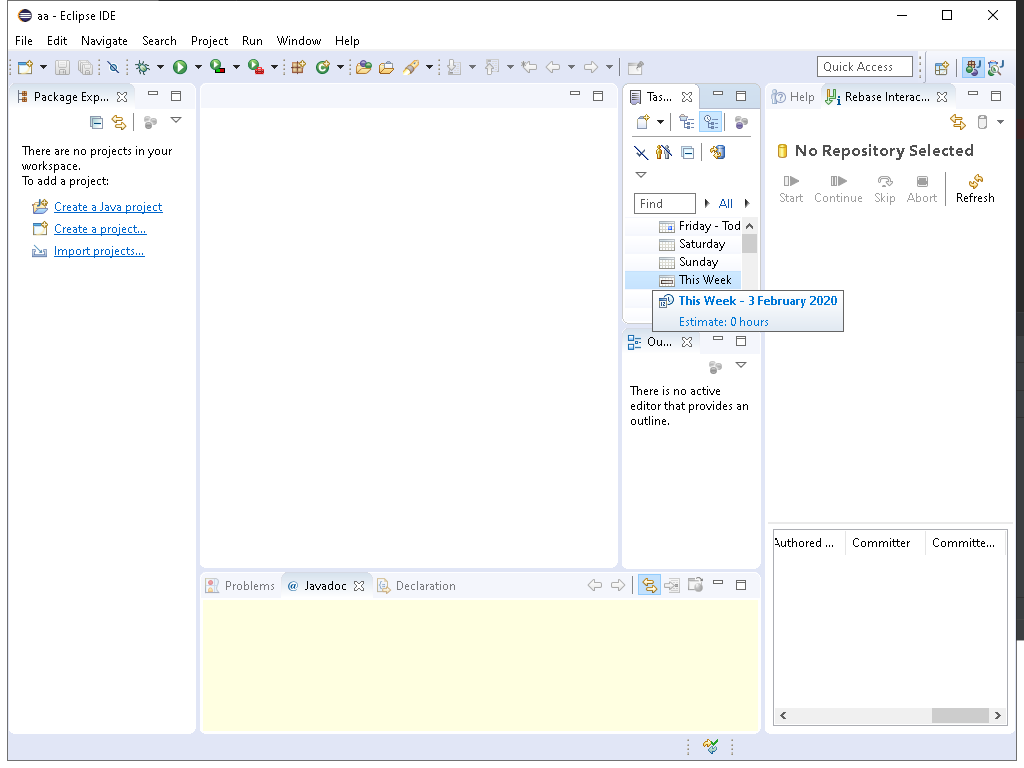 aa - Eclipse IDE
File Edit Navigate Search Project Run Window Help
Quick Access
Package Exp...
There are no projects in your
workspace.
To add a project:
Create a Java project
Create a project...
Import projects...
Tas...
Find
All
Friday - Tod
Saturday
Sunday
This Week
This Week - 3 February 2020
Estimate: 0 hours
Ou...
There is no active
editor that provides an
outline.
Help Rebase Interac...
No Repository Selected
Start Continue Skip Abort Refresh
Authored ... Committer Committe...
Problems @ Javadoc Declaration